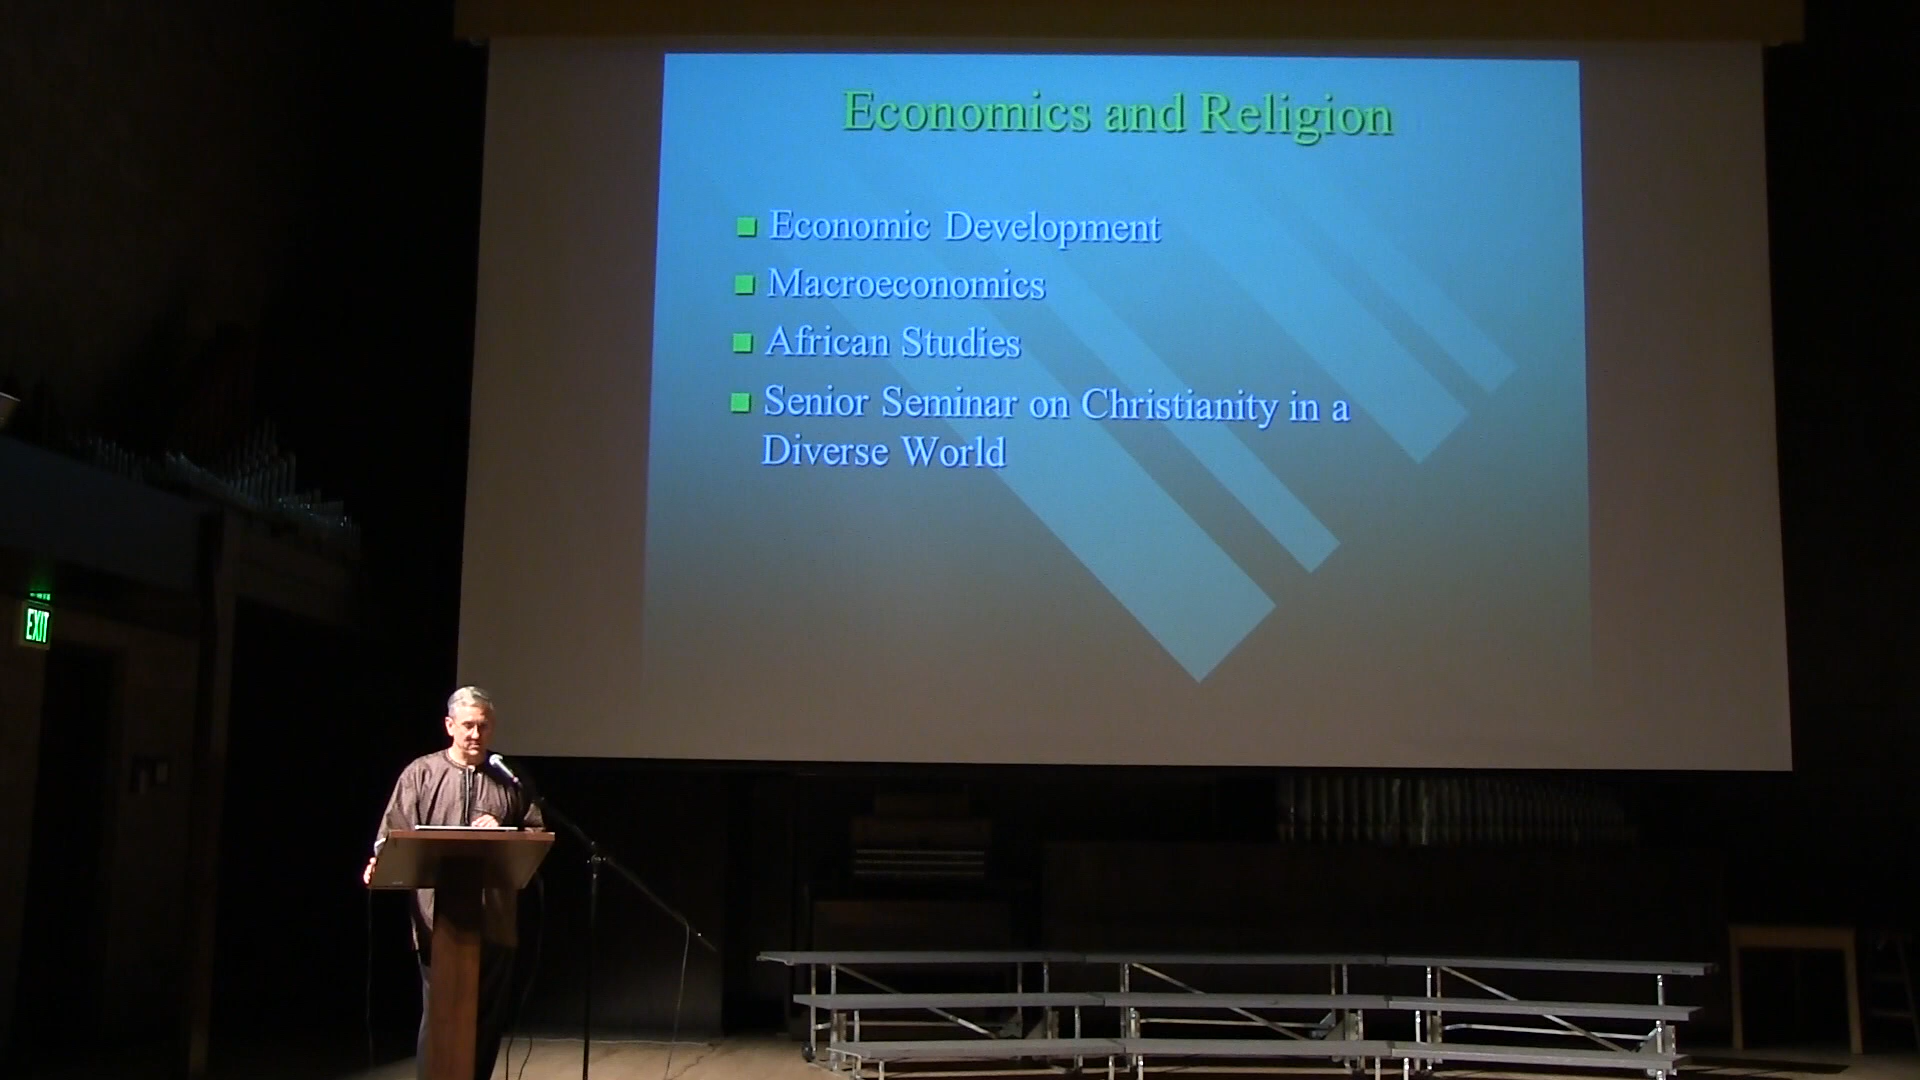 Economics and Religion
Economic Development
Macroeconomics
African Studies
Senior Seminar on Christianity in a
Diverse World
EXIT